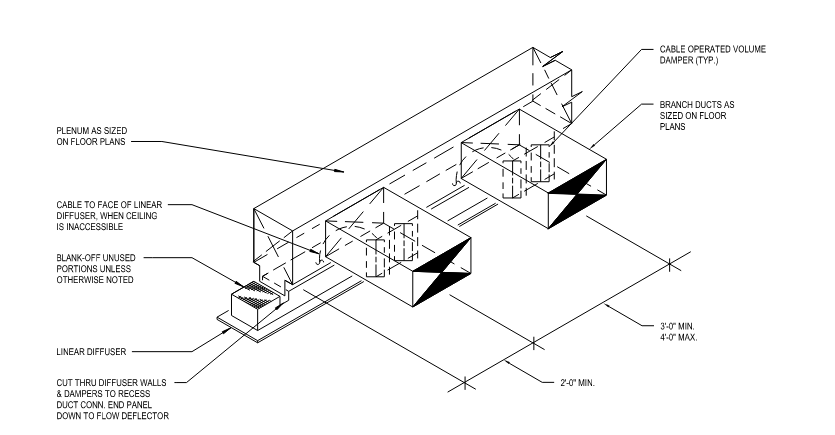 CABLE OPERATED VOLUME
DAMPER (TYP.)
BRANCH DUCTS AS
SIZED ON FLOOR
PLANS
PLENUM AS SIZED
ON FLOOR PLANS
CABLE TO FACE OF LINEAR
DIFFUSER, WHEN CEILING
IS INACCESSIBLE
BLANK-OFF UNUSED
PORTIONS UNLESS
OTHERWISE NOTED
LINEAR DIFFUSER
CUT THRU DIFFUSER WALLS
& DAMPERS TO RECESS
DUCT CONN. END PANEL
DOWN TO FLOW DEFLECTOR
3'-0" MIN.
4'-0" MAX.
2'-0" MIN.